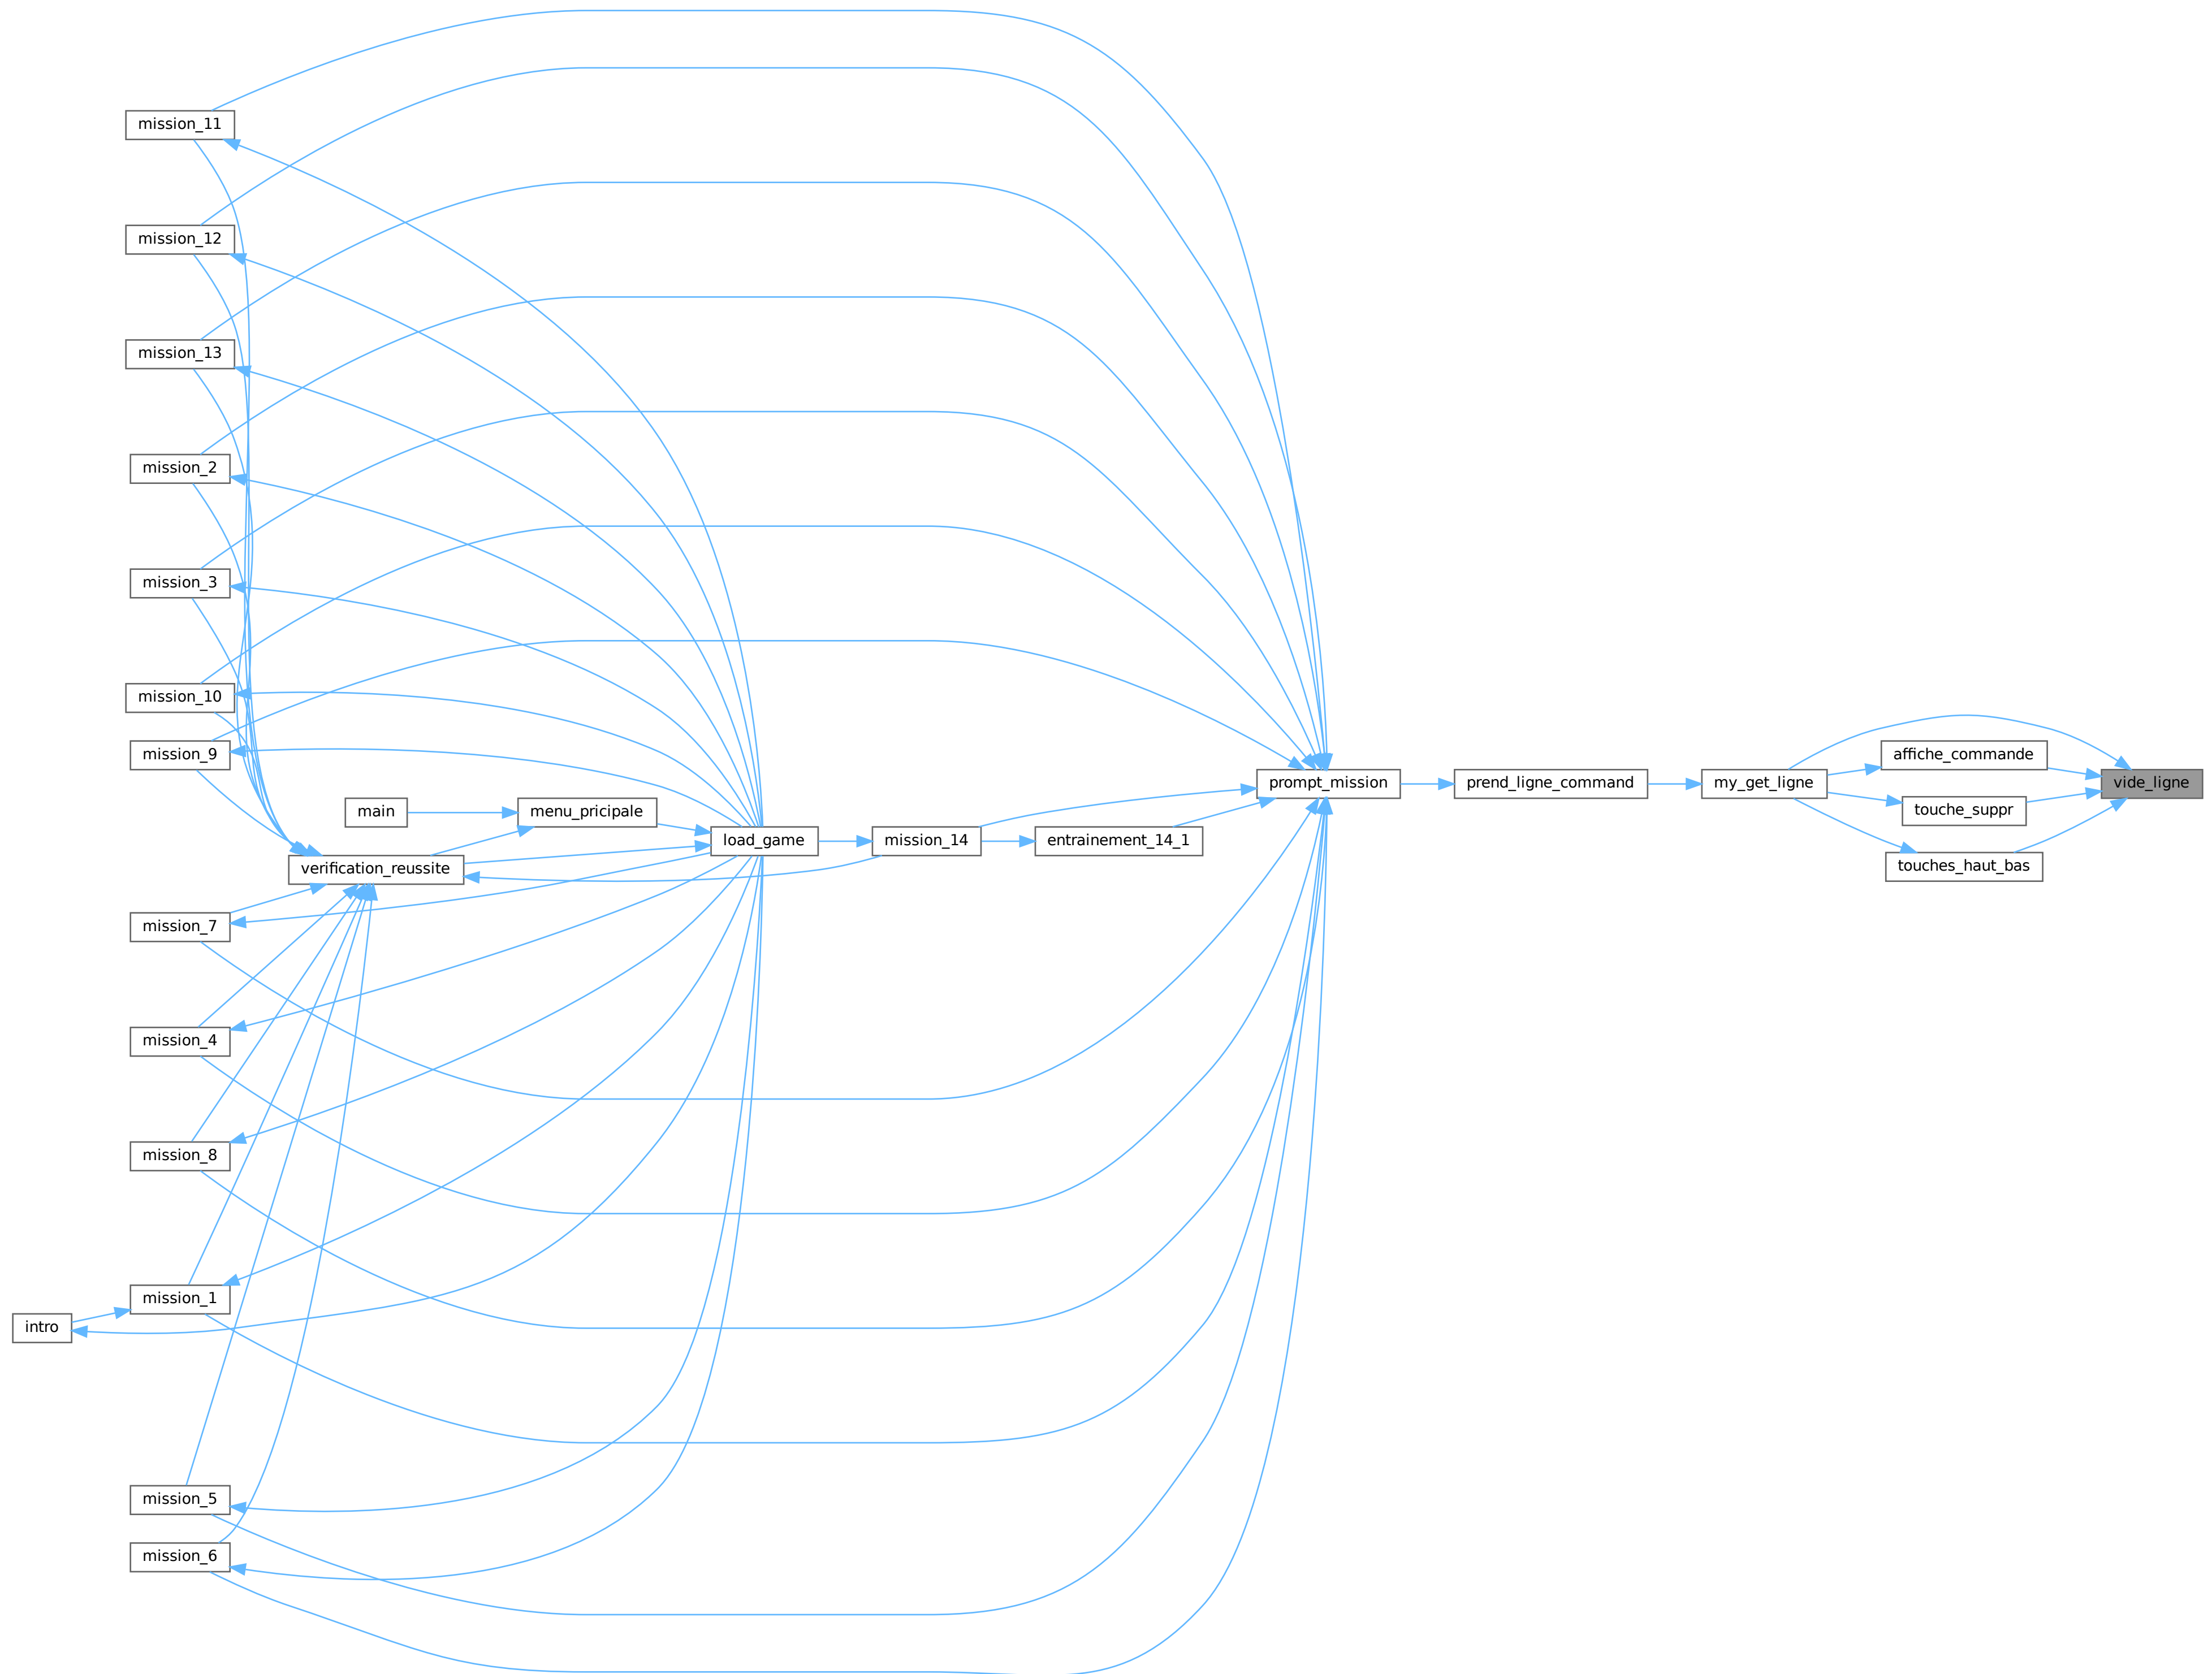 mission_11
mission_12
mission_13
mission_2
mission_3
mission_10
mission_9
main
menu_pricipale
load_game
verification_reussite
mission_14
entrainement_14_1
prompt_mission
prend_ligne_command
my_get_ligne
affiche_commande
touche_suppr
touches_haut_bas
vide_ligne
mission_7
mission_4
mission_8
mission_1
intro
mission_5
mission_6